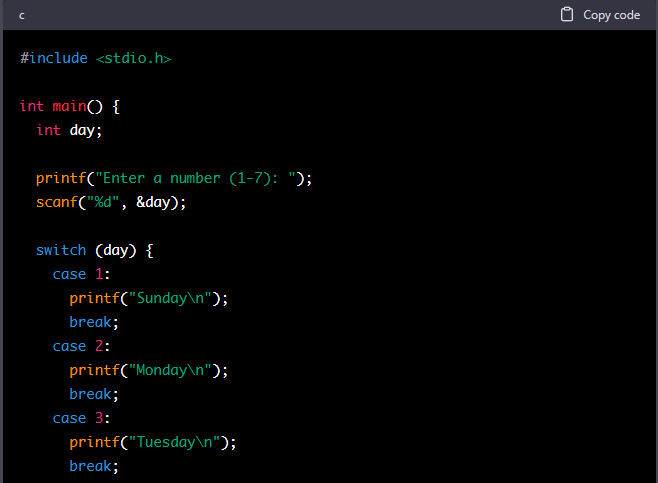 c
Copy code
#include <stdio.h>
int main() {
  int day;
  printf("Enter a number (1-7): ");
  scanf("%d", &day);
  switch (day) {
    case 1:
      printf("Sunday\n");
      break;
    case 2:
      printf("Monday\n");
      break;
    case 3:
      printf("Tuesday\n");
      break;